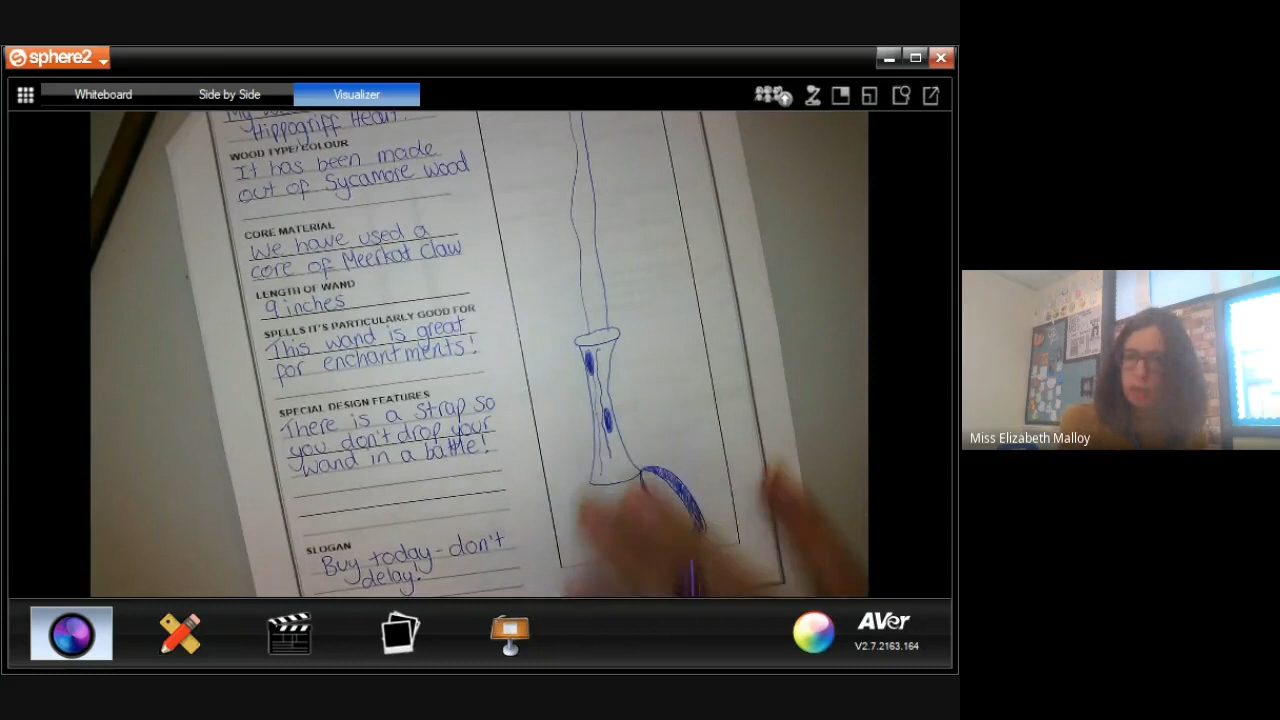 sphere2
Whiteboard
Side by Side
Visualizer
Hippogriff Heart.
WOOD TYPE/COLOUR
It has been made
out of Sycamore wood
CORE MATERIAL
We have used a
core of Meerkat Claw
LENGTH OF WAND
9 inches
SPELLS IT'S PARTICULARLY GOOD FOR
This wand is great
for enchantments!
SPECIAL DESIGN FEATURES
There is a strap so
you don't drop your
wand in a battle!
SLOGAN
Buy today - don't
delay!
AVer
V2.7.2163.164
Miss Elizabeth Malloy